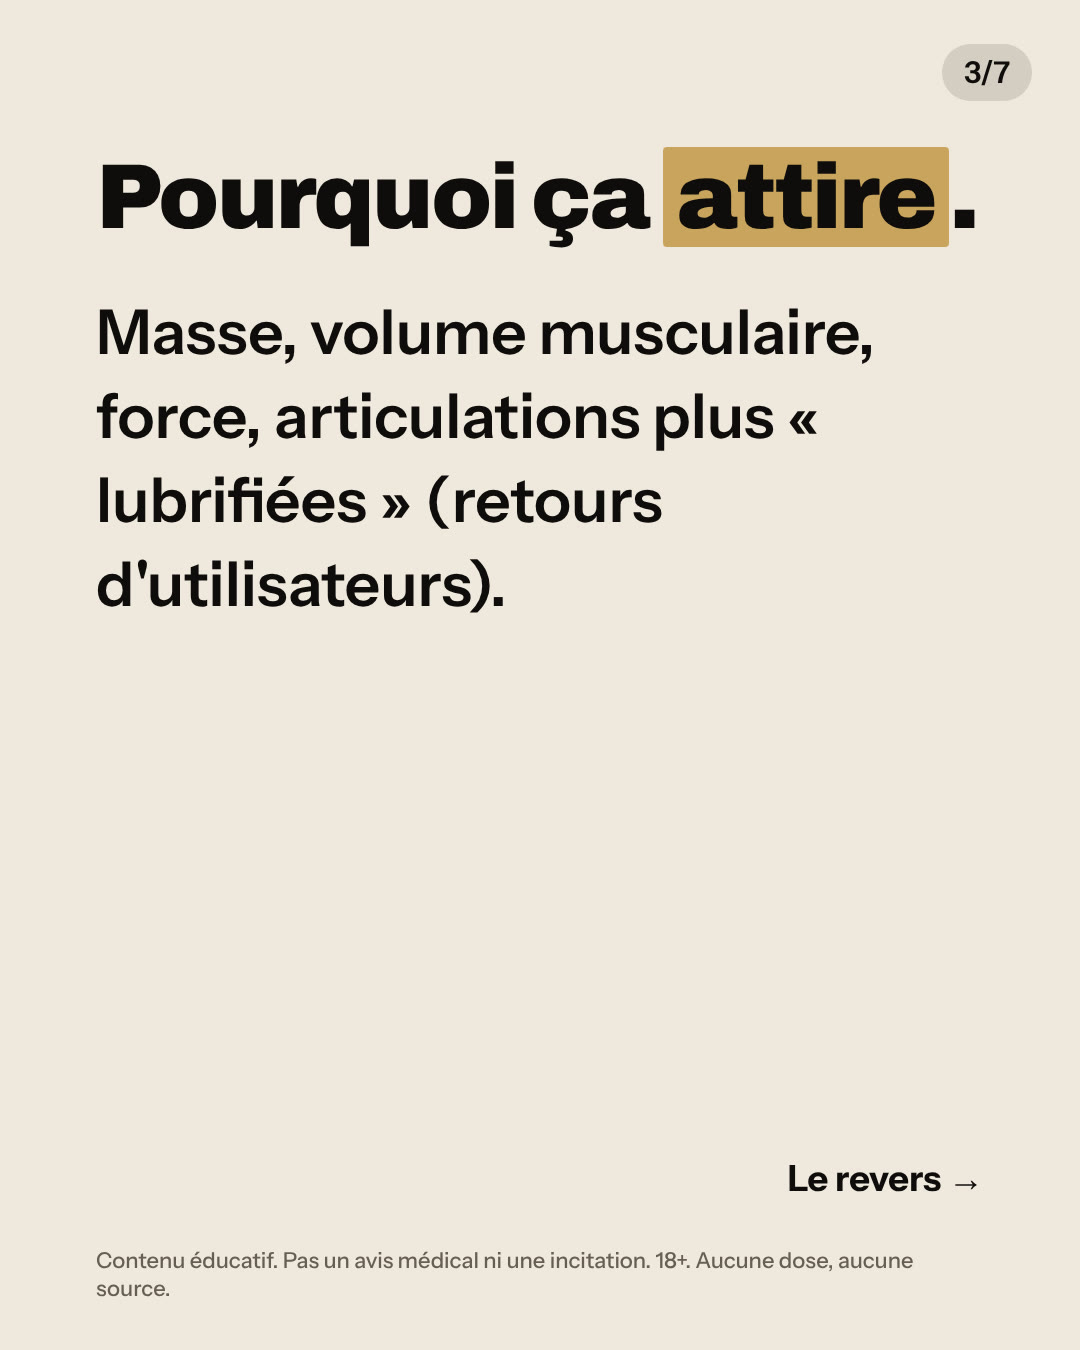 3/7
Pourquoi ça attire.
Masse, volume musculaire,
force, articulations plus «
lubrifiées » (retours
d'utilisateurs).
Le revers →
Contenu éducatif. Pas un avis médical ni une incitation. 18+. Aucune dose, aucune
source.